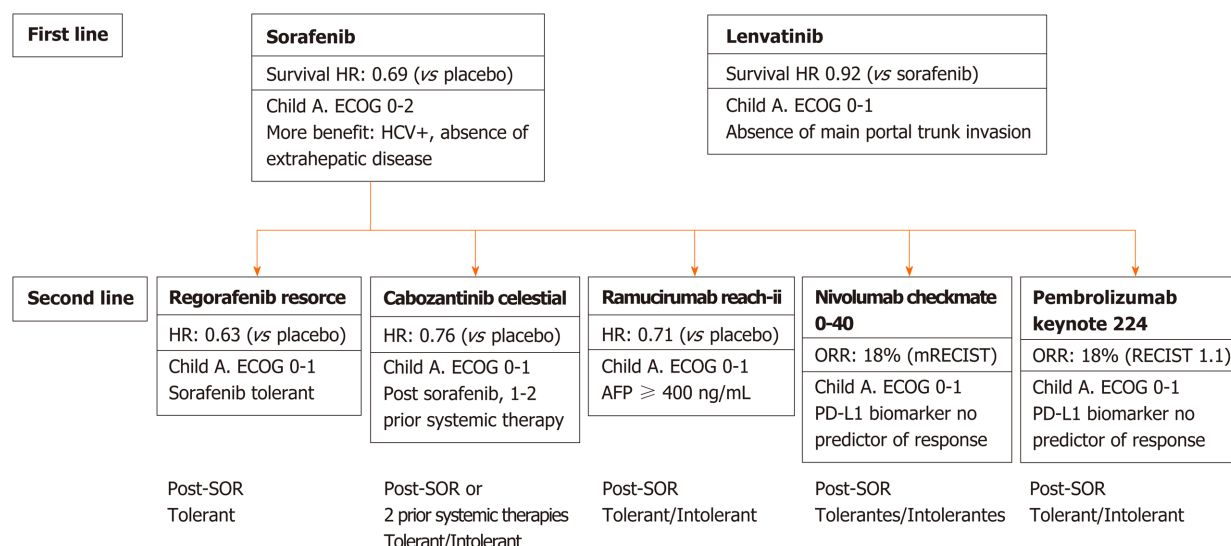 First line
Sorafenib
Survival HR: 0.69 (vs placebo)
Child A. ECOG 0-2
More benefit: HCV+, absence of
extrahepatic disease
Lenvatinib
Survival HR 0.92 (vs sorafenib)
Child A. ECOG 0-1
Absence of main portal trunk invasion
Second line
Regorafenib resorce
HR: 0.63 (vs placebo)
Child A. ECOG 0-1
Sorafenib tolerant
Post-SOR
Tolerant
Cabozantinib celestial
HR: 0.76 (vs placebo)
Child A. ECOG 0-1
Post sorafenib, 1-2
prior systemic therapy
Post-SOR or
2 prior systemic therapies
Tolerant/Intolerant
Ramucirumab reach-ii
HR: 0.71 (vs placebo)
Child A. ECOG 0-1
AFP ≥ 400 ng/mL
Post-SOR
Tolerant/Intolerant
Nivolumab checkmate
0-40
ORR: 18% (mRECIST)
Child A. ECOG 0-1
PD-L1 biomarker no
predictor of response
Post-SOR
Tolerantes/Intolerantes
Pembrolizumab
keynote 224
ORR: 18% (RECIST 1.1)
Child A. ECOG 0-1
PD-L1 biomarker no
predictor of response
Post-SOR
Tolerant/Intolerant